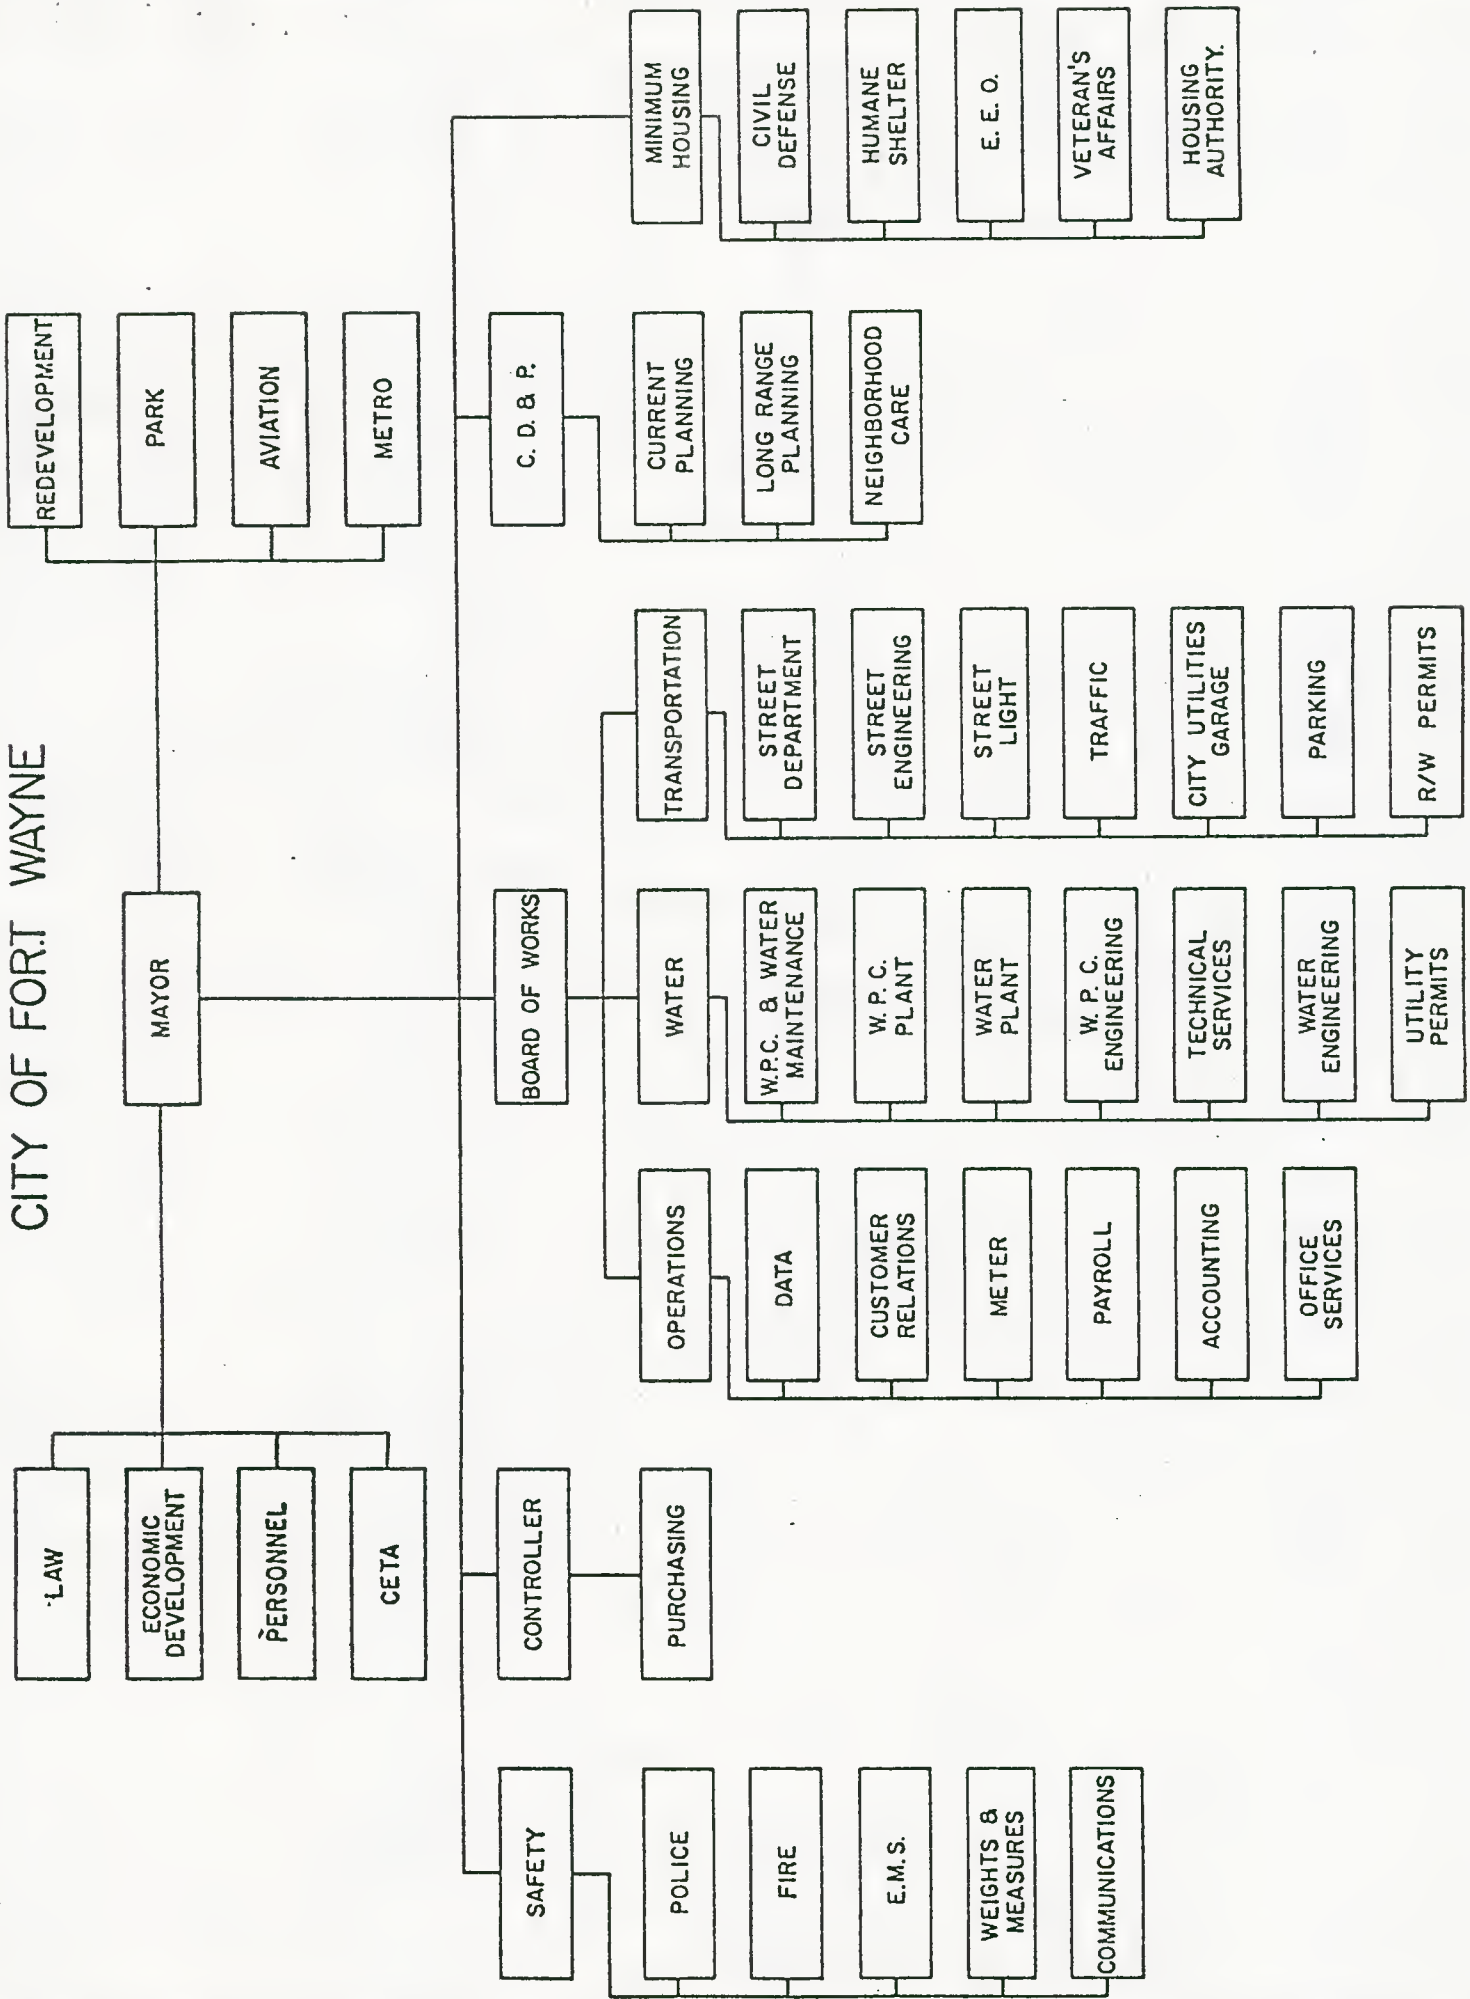 CITY OF FORT WAYNE
MAYOR
LAW
ECONOMIC
DEVELOPMENT
PERSONNEL
CETA
REDEVELOPMENT
PARK
AVIATION
METRO
SAFETY
POLICE
FIRE
E.M.S.
WEIGHTS &
MEASURES
COMMUNICATIONS
CONTROLLER
PURCHASING
BOARD OF WORKS
OPERATIONS
DATA
CUSTOMER
RELATIONS
METER
PAYROLL
ACCOUNTING
OFFICE
SERVICES
WATER
W.P.C. & WATER
MAINTENANCE
W.P.C.
PLANT
WATER
PLANT
W. P. C.
ENGINEERING
TECHNICAL
SERVICES
WATER
ENGINEERING
UTILITY
PERMITS
TRANSPORTATION
STREET
DEPARTMENT
STREET
ENGINEERING
STREET
LIGHT
TRAFFIC
CITY UTILITIES
GARAGE
PARKING
R/W PERMITS
C. D. & P.
CURRENT
PLANNING
LONG RANGE
PLANNING
NEIGHBORHOOD
CARE
MINIMUM
HOUSING
CIVIL
DEFENSE
HUMANE
SHELTER
E. E. O.
VETERAN'S
AFFAIRS
HOUSING
AUTHORITY.